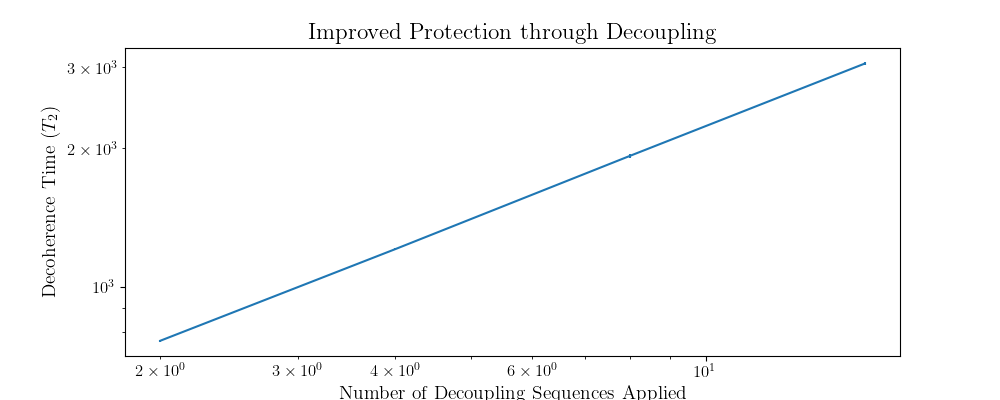 Improved Protection through Decoupling
Decoherence Time (T₂)
3 × 10³
2 × 10³
10³
2 × 10⁰
3 × 10⁰
4 × 10⁰
6 × 10⁰
10¹
Number of Decoupling Sequences Applied